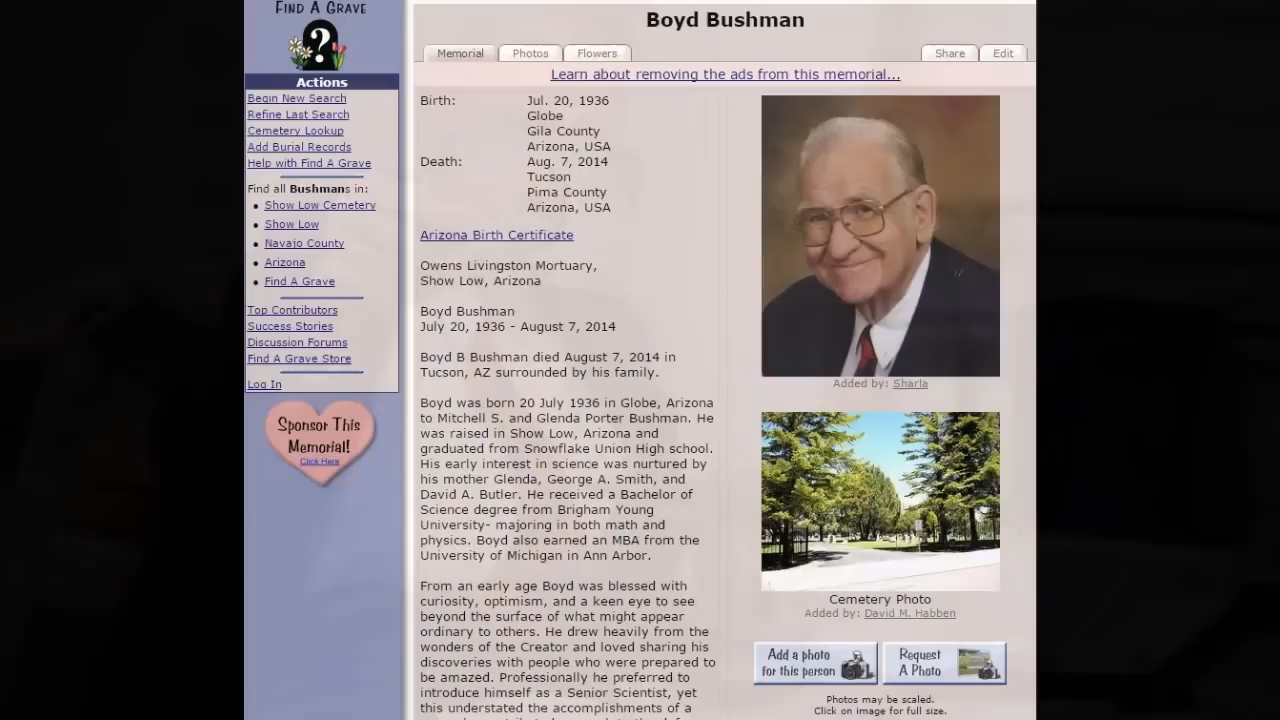 FIND A GRAVE
?
Actions
Begin New Search
Refine Last Search
Cemetery Lookup
Add Burial Records
Help with Find A Grave
Find all Bushmans in:
Show Low Cemetery
Show Low
Navajo County
Arizona
Find A Grave
Top Contributors
Success Stories
Discussion Forums
Find A Grave Store
Log In
Sponsor This
Memorial!
Click Here
Boyd Bushman
Memorial
Photos
Flowers
Share
Edit
Learn about removing the ads from this memorial...
Birth: Jul. 20, 1936
Globe
Gila County
Arizona, USA
Death: Aug. 7, 2014
Tucson
Pima County
Arizona, USA
Arizona Birth Certificate
Owens Livingston Mortuary,
Show Low, Arizona
Boyd Bushman
July 20, 1936 - August 7, 2014
Boyd B Bushman died August 7, 2014 in
Tucson, AZ surrounded by his family.
Boyd was born 20 July 1936 in Globe, Arizona
to Mitchell S. and Glenda Porter Bushman. He
was raised in Show Low, Arizona and
graduated from Snowflake Union High school.
His early interest in science was nurtured by
his mother Glenda, George A. Smith, and
David A. Butler. He received a Bachelor of
Science degree from Brigham Young
University- majoring in both math and
physics. Boyd also earned an MBA from the
University of Michigan in Ann Arbor.
From an early age Boyd was blessed with
curiosity, optimism, and a keen eye to see
beyond the surface of what might appear
ordinary to others. He drew heavily from the
wonders of the Creator and loved sharing his
discoveries with people who were prepared to
be amazed. Professionally he preferred to
introduce himself as a Senior Scientist, yet
this understated the accomplishments of a
Added by: Sharla
Cemetery Photo
Added by: David M. Habben
Add a photo
for this person
Request
A Photo
Photos may be scaled.
Click on image for full size.